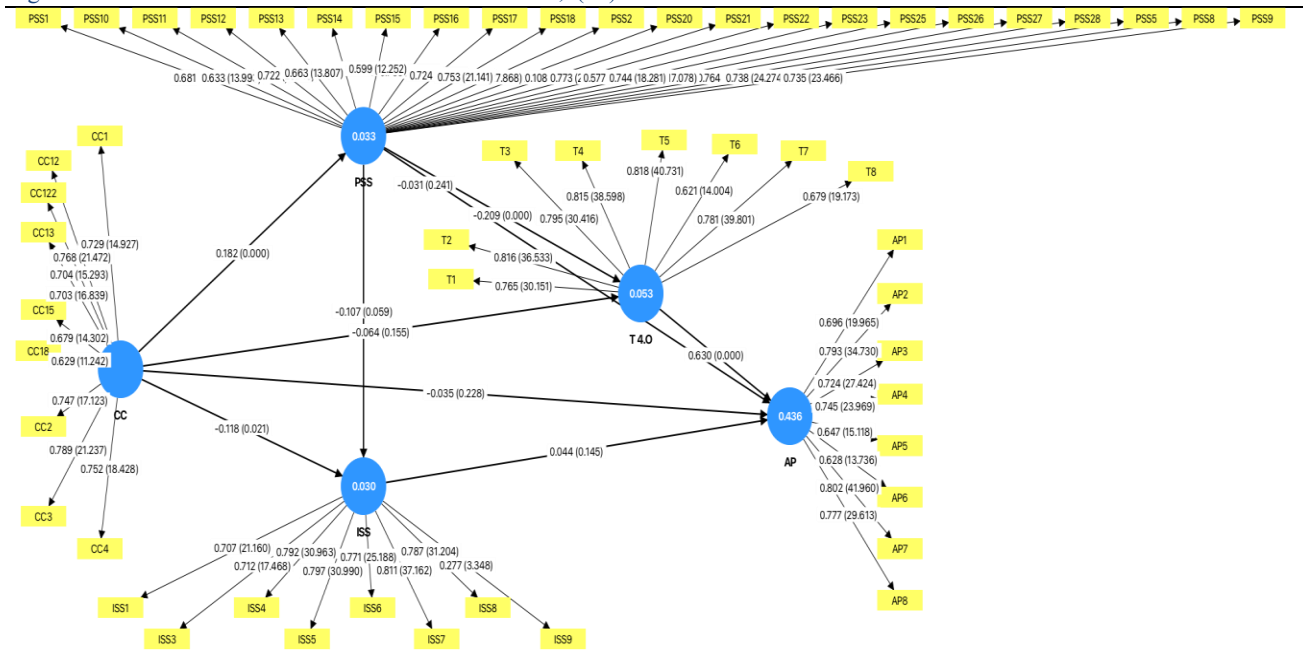 PSS1 PSS10 PSS11 PSS12 PSS13 PSS14 PSS15 PSS16 PSS17 PSS18 PSS2 PSS20 PSS21 PSS22 PSS23 PSS25 PSS26 PSS27 PSS28 PSS5 PSS8 PSS9
0.681 0.633 (13.99 0.722 0.663 (13.807) 0.599 (12.252) 0.724 0.753 (21.141) 7.868) 0.108 0.773 0.577 0.744 (18.281) 0.738 (24.274 0.735 (23.466)
0.033
PSS
CC1
CC12
CC122
CC13
CC15
CC18
CC2
CC3
CC4
0.729 (14.927)
0.768 (21.472)
0.704 (15.293)
0.703 (16.839)
0.679 (14.302)
0.629 (11.242)
0.747 (17.123)
0.789 (21.237)
0.752 (18.428)
CC
T1
T2
T3
T4
T5
T6
T7
T8
0.765 (30.151)
0.816 (36.533)
0.795 (30.416)
0.815 (38.598)
0.818 (40.731)
0.621 (14.004)
0.781 (39.801)
0.679 (19.173)
0.053
T 4.0
0.182 (0.000)
-0.031 (0.241)
-0.209 (0.000)
-0.107 (0.059)
-0.064 (0.155)
0.630 (0.000)
-0.035 (0.228)
-0.118 (0.021)
0.044 (0.145)
AP1
AP2
AP3
AP4
AP5
AP6
AP7
AP8
0.696 (19.965)
0.793 (34.730)
0.724 (27.424)
0.745 (23.969)
0.647 (15.118)
0.628 (13.736)
0.802 (41.960)
0.777 (29.613)
0.436
AP
0.030
ISS
0.707 (21.160)
0.712 (17.468)
0.792 (30.963)
0.797 (30.990)
0.771 (25.188)
0.811 (37.162)
0.787 (31.204)
0.277 (3.348)
ISS1
ISS3
ISS4
ISS5
ISS6
ISS7
ISS8
ISS9